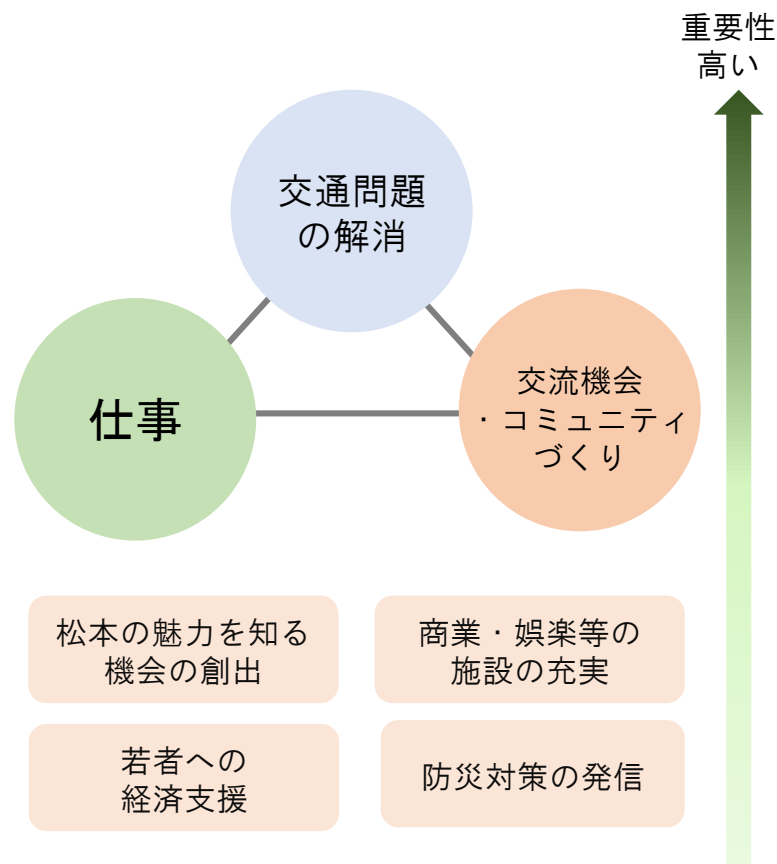 重要性
高い
交通問題
の解消
仕事
交流機会
・コミュニティ
づくり
松本の魅力を知る
機会の創出
商業・娯楽等の
施設の充実
若者への
経済支援
防災対策の発信